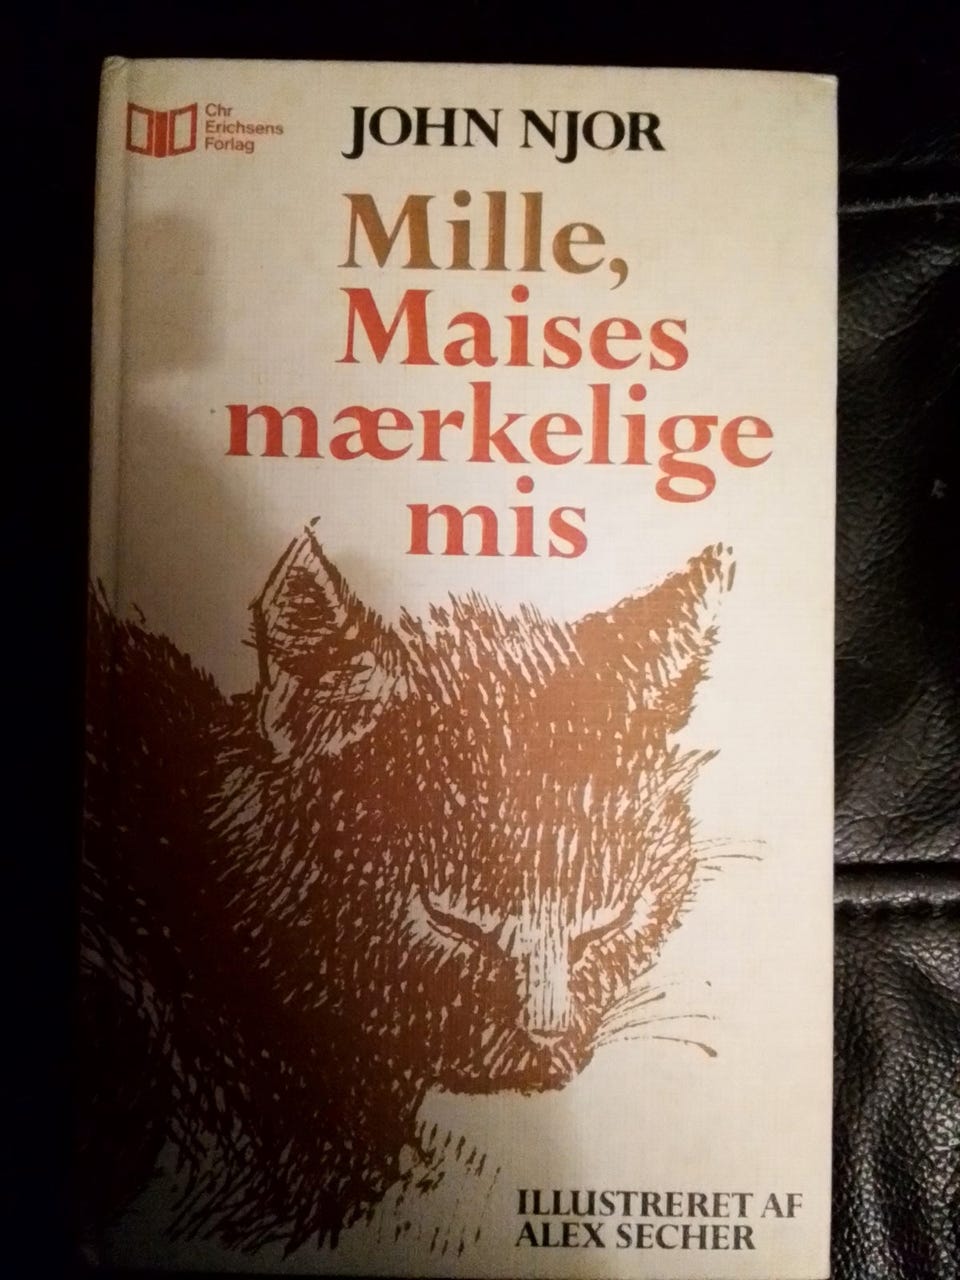 Chr
Erichsens
Forlag
JOHN NJOR
Mille,
Maises
mærkelige
mis
ILLUSTRERET AF
ALEX SECHER